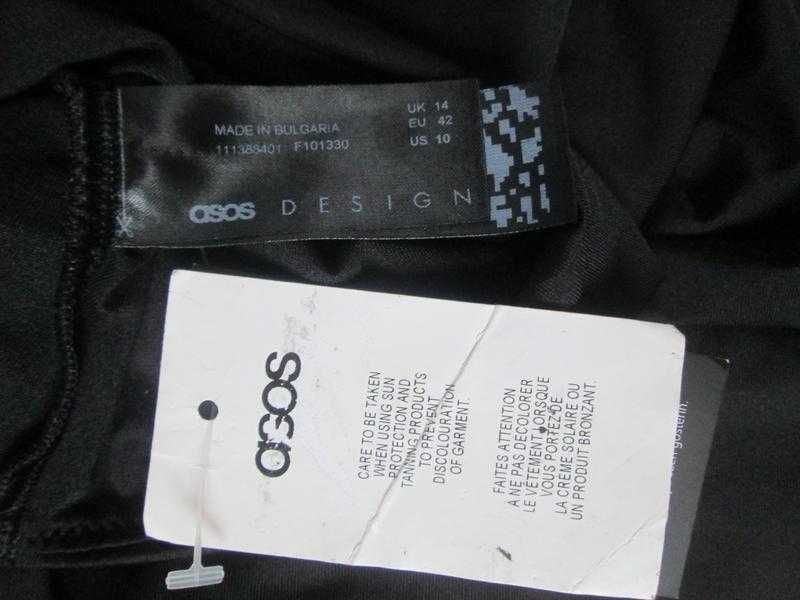 MADE IN BULGARIA
111388401 F101330
UK 14
EU 42
US 10
asos DESIGN
asos
CARE TO BE TAKEN
WHEN USING SUN
PROTECTION AND
TANNING PRODUCTS
TO PREVENT
DISCOLOURATION
OF GARMENT.
FAITES ATTENTION
A NE PAS DECOLORER
LE VETEMENT LORSQUE
VOUS PORTEZ DE
LA CREME SOLAIRE OU
UN PRODUIT BRONZANT.